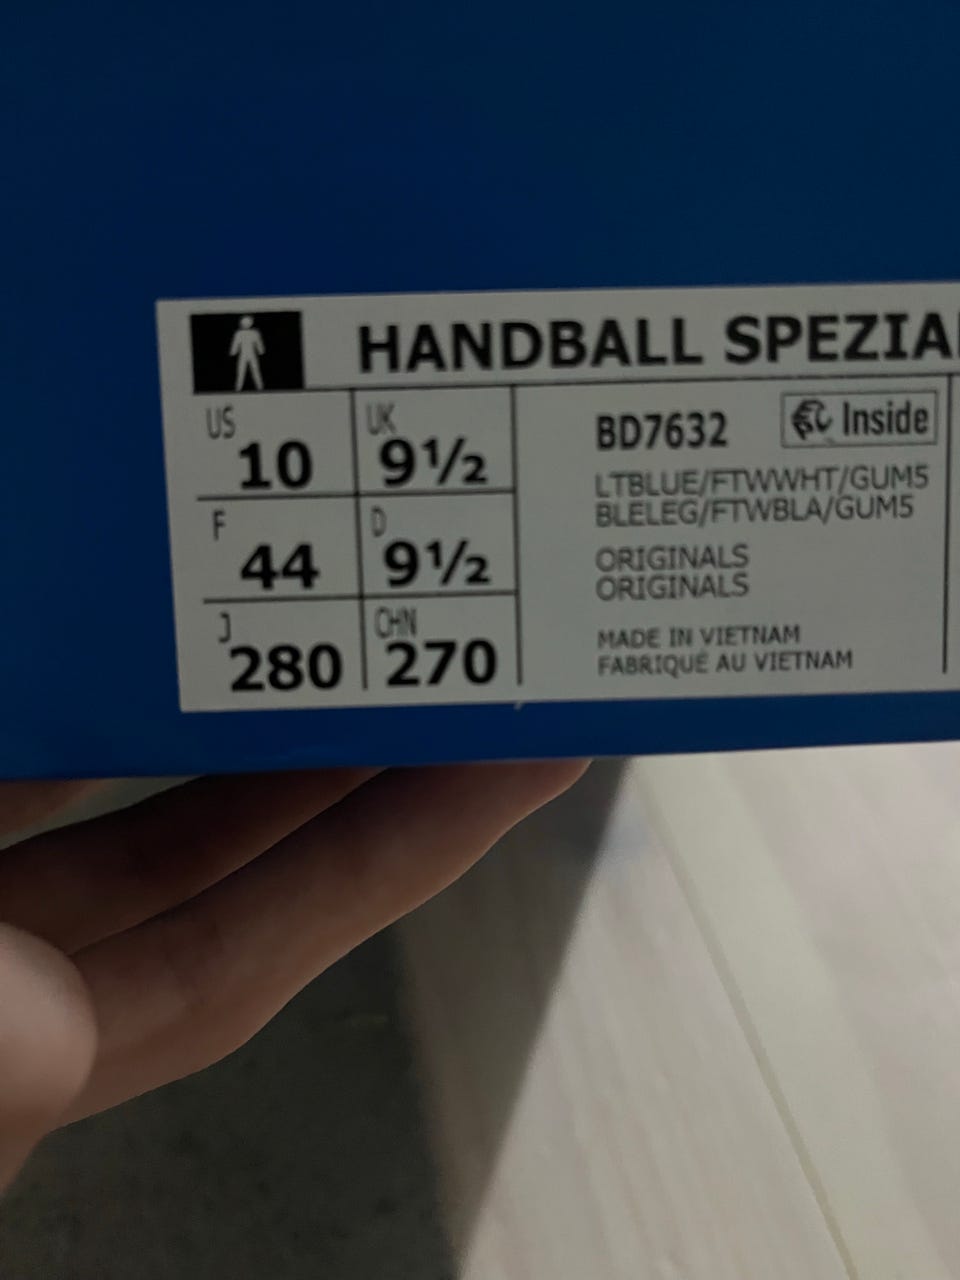 HANDBALL SPEZIA
US 10 UK 9½
F 44 D 9½
J 280 CHN 270
BD7632 Inside
LTBLUE/FTWWHT/GUM5
BLELEG/FTWBLA/GUM5
ORIGINALS
ORIGINALS
MADE IN VIETNAM
FABRIQUÉ AU VIETNAM